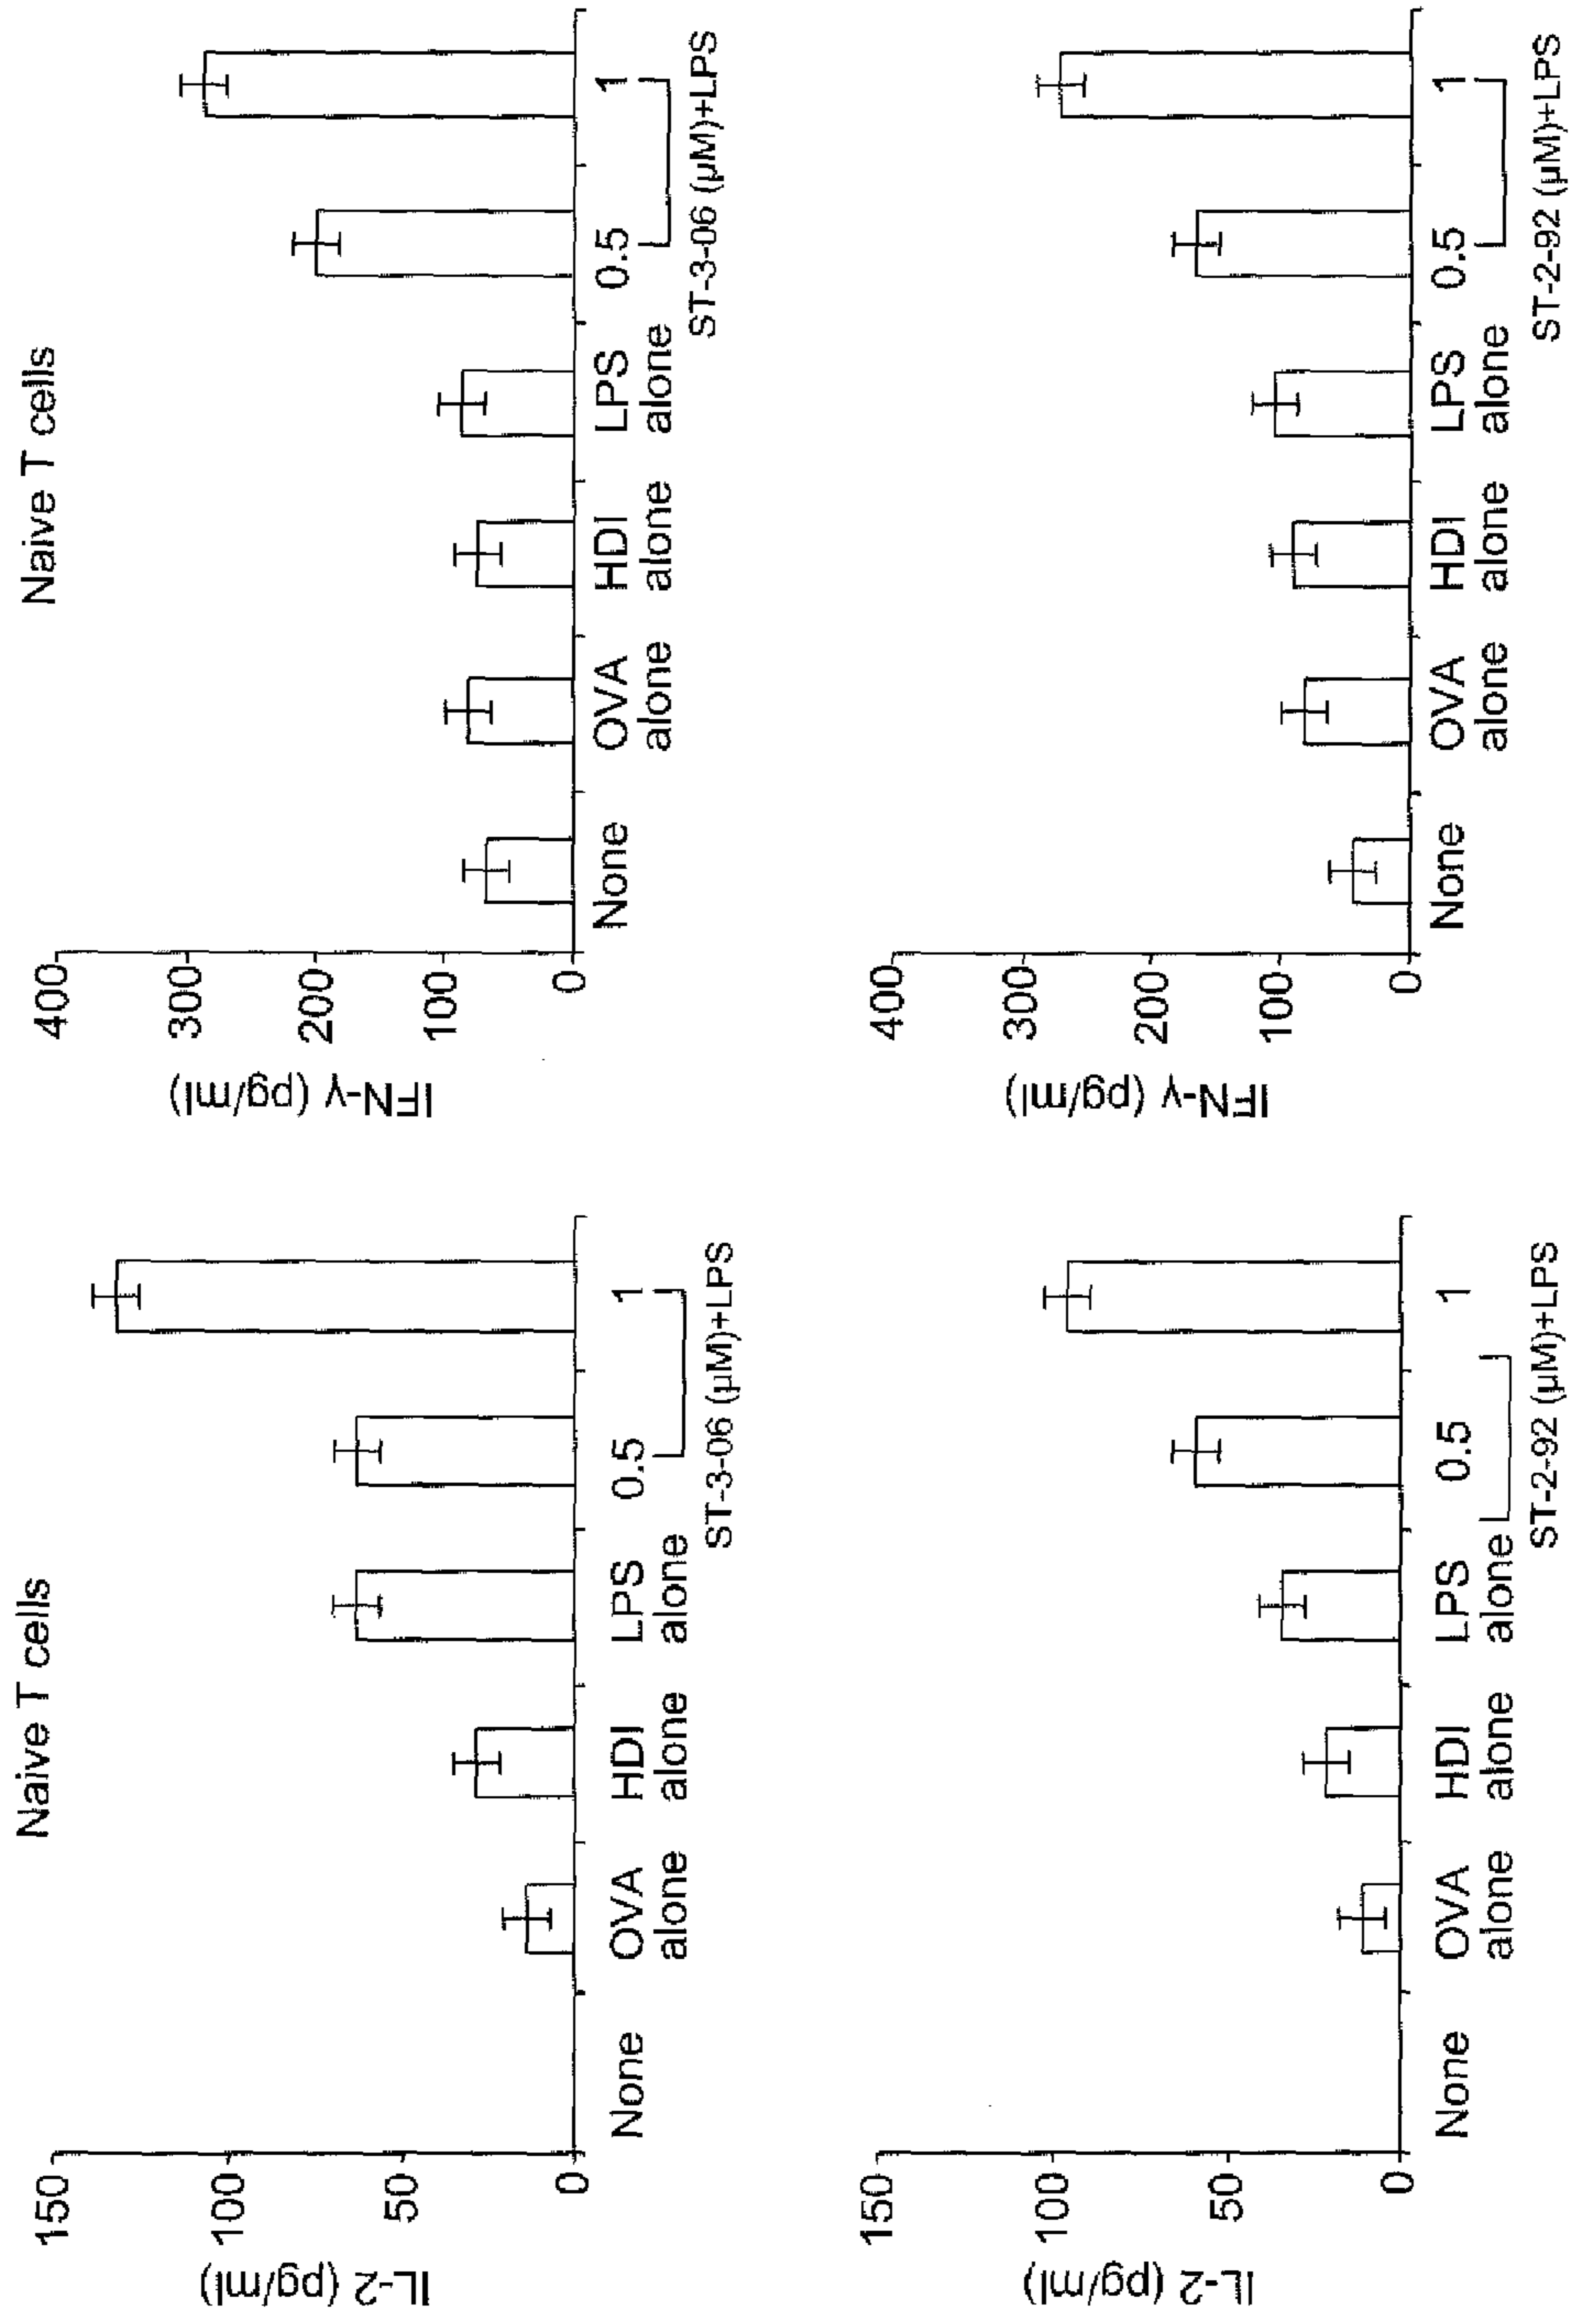 Naive T cells
IL-2 (pg/ml)
150
100
50
0
None
OVA alone
HDI alone
LPS alone
0.5
1
ST-3-06 (µM)+LPS
Naive T cells
IFN-γ (pg/ml)
400
300
200
100
0
None
OVA alone
HDI alone
LPS alone
0.5
1
ST-3-06 (µM)+LPS
IL-2 (pg/ml)
150
100
50
0
None
OVA alone
HDI alone
LPS alone
0.5
1
ST-2-92 (µM)+LPS
IFN-γ (pg/ml)
400
300
200
100
0
None
OVA alone
HDI alone
LPS alone
0.5
1
ST-2-92 (µM)+LPS